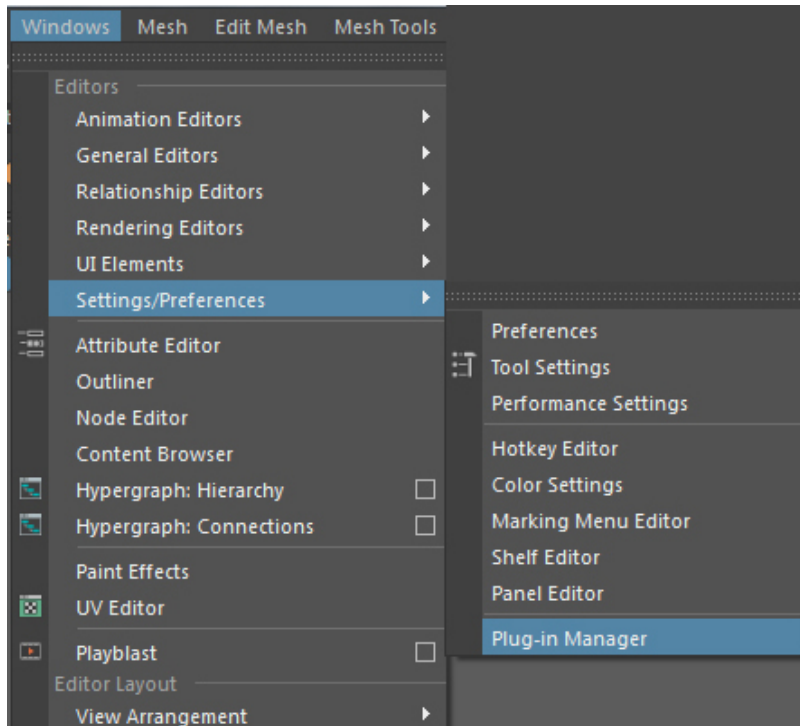 Windows Mesh Edit Mesh Mesh Tools
Editors
Animation Editors
General Editors
Relationship Editors
Rendering Editors
UI Elements
Settings/Preferences
Attribute Editor
Outliner
Node Editor
Content Browser
Hypergraph: Hierarchy
Hypergraph: Connections
Paint Effects
UV Editor
Playblast
Editor Layout
View Arrangement
Preferences
Tool Settings
Performance Settings
Hotkey Editor
Color Settings
Marking Menu Editor
Shelf Editor
Panel Editor
Plug-in Manager